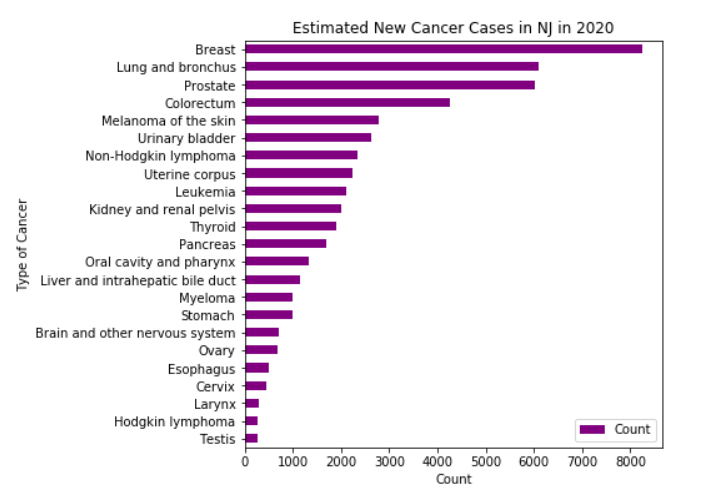 Estimated New Cancer Cases in NJ in 2020
Breast
Lung and bronchus
Prostate
Colorectum
Melanoma of the skin
Urinary bladder
Non-Hodgkin lymphoma
Uterine corpus
Leukemia
Kidney and renal pelvis
Thyroid
Pancreas
Oral cavity and pharynx
Liver and intrahepatic bile duct
Myeloma
Stomach
Brain and other nervous system
Ovary
Esophagus
Cervix
Larynx
Hodgkin lymphoma
Testis
Type of Cancer
Count
0 1000 2000 3000 4000 5000 6000 7000 8000
Count